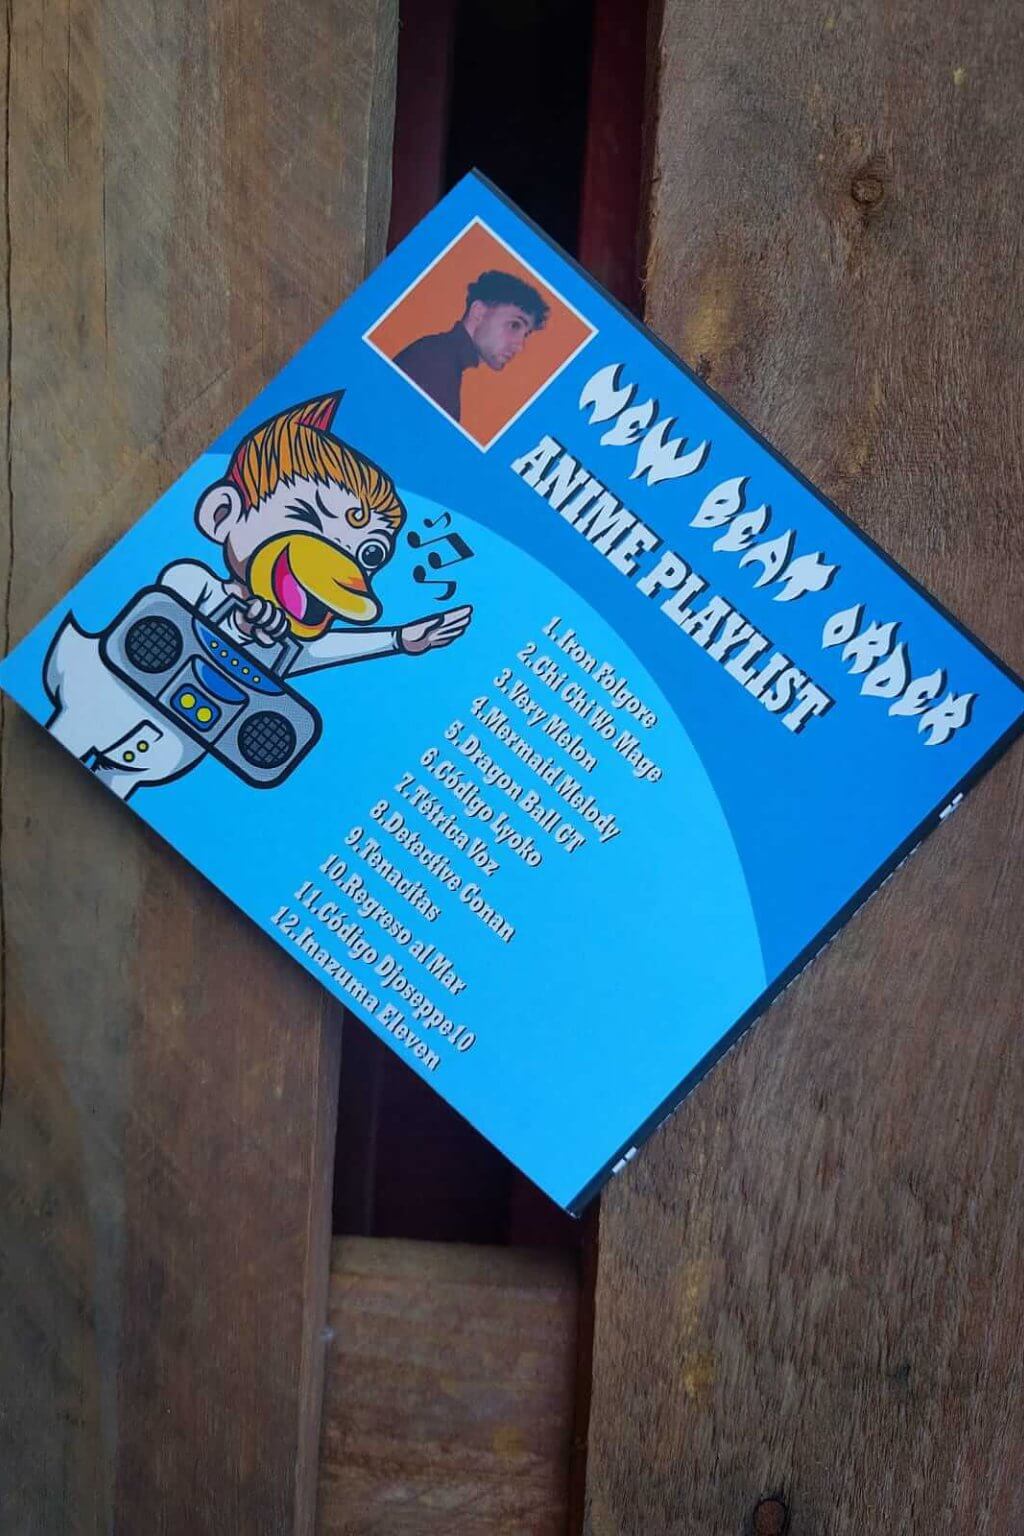 NEW BEAT ORDER
ANIME PLAYLIST
1.Iron Folgore
2.Chi Chi Wo Mage
3.Very Melon
4.Mermaid Melody
5.Dragon Ball GT
6.Código Lyoko
7.Tétrica Voz
8.Detective Conan
9.Tenacitas
10.Regreso al Mar
11.Código Djoseppe10
12.Inazuma Eleven